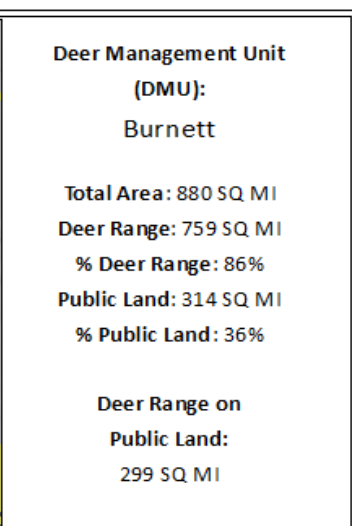 Deer Management Unit
(DMU):
Burnett
Total Area: 880 SQ MI
Deer Range: 759 SQ MI
% Deer Range: 86%
Public Land: 314 SQ MI
% Public Land: 36%
Deer Range on
Public Land:
299 SQ MI